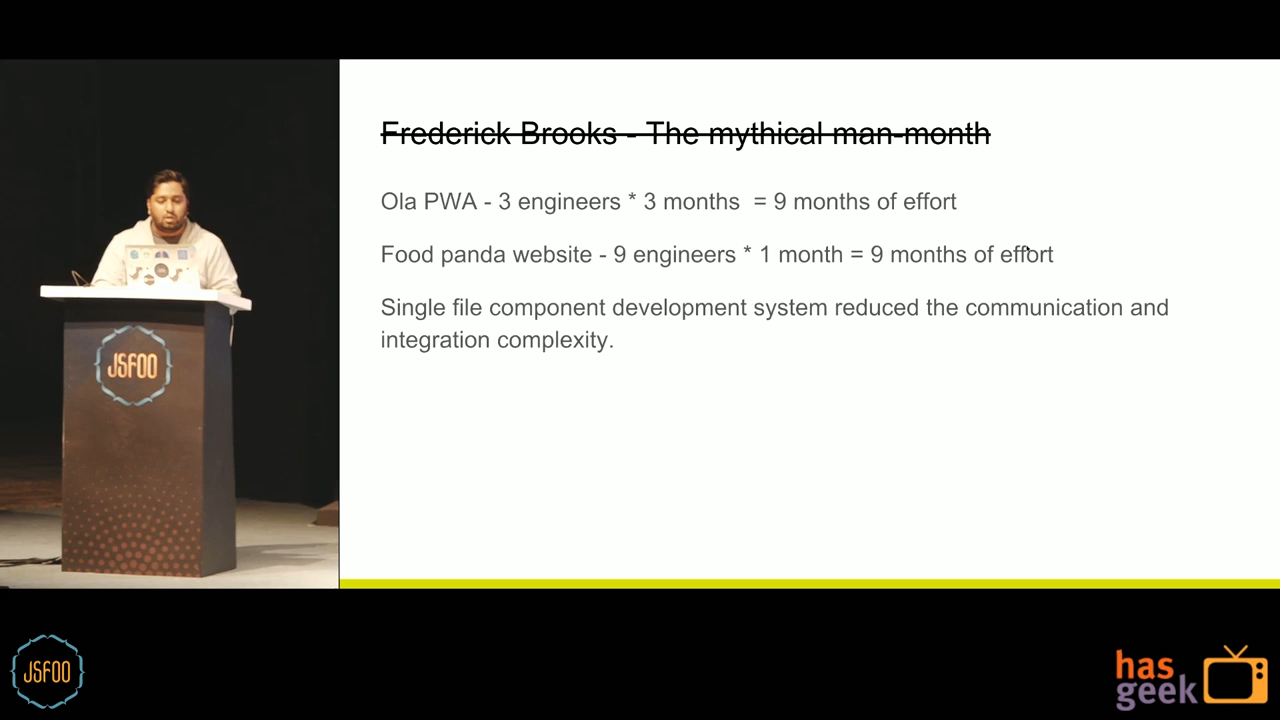 Frederick Brooks - The mythical man-month
Ola PWA - 3 engineers * 3 months = 9 months of effort
Food panda website - 9 engineers * 1 month = 9 months of effort
Single file component development system reduced the communication and
integration complexity.
JSFOO
JSFOO
has
geek